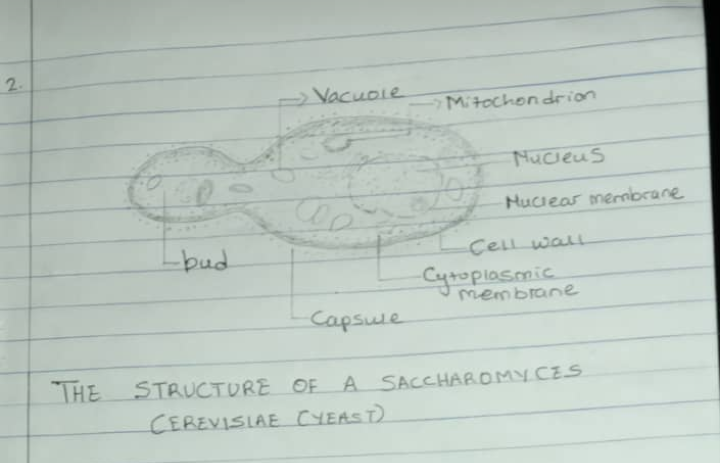 2.
Vacuole
Mitochondrion
Nucleus
Nuclear membrane
Cell wall
bud
Cytoplasmic
membrane
Capsule
THE STRUCTURE OF A SACCHAROMYCES
CEREVISIAE (YEAST)